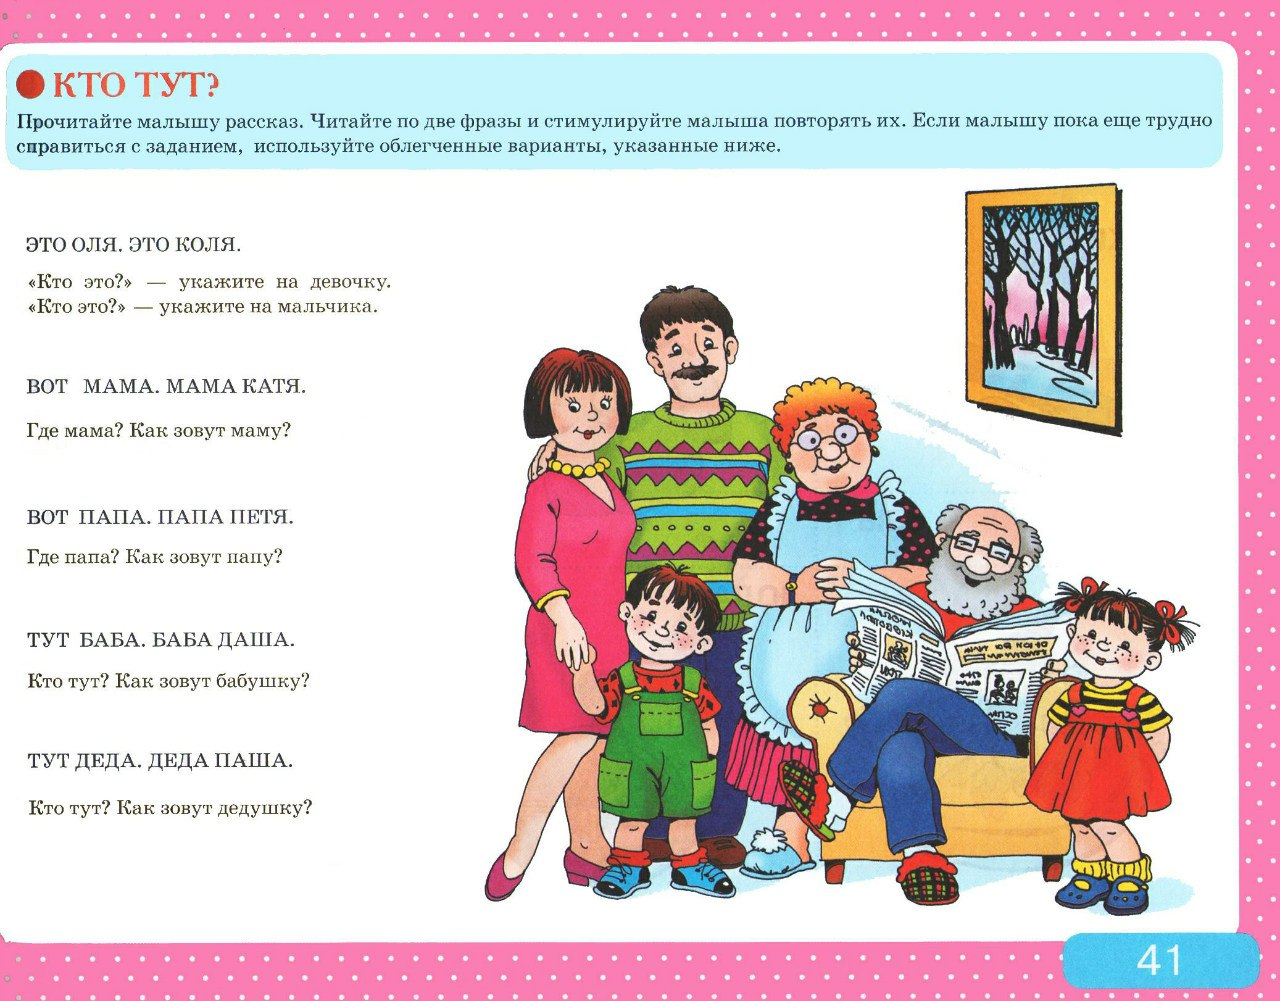 КТО ТУТ?
Прочитайте малышу рассказ. Читайте по две фразы и стимулируйте малыша повторять их. Если малышу пока еще трудно
справиться с заданием, используйте облегченные варианты, указанные ниже.
ЭТО ОЛЯ. ЭТО КОЛЯ.
«Кто это?» — укажите на девочку.
«Кто это?» — укажите на мальчика.
ВОТ МАМА. МАМА КАТЯ.
Где мама? Как зовут маму?
ВОТ ПАПА. ПАПА ПЕТЯ.
Где папа? Как зовут папу?
ТУТ БАБА. БАБА ДАША.
Кто тут? Как зовут бабушку?
ТУТ ДЕДА. ДЕДА ПАША.
Кто тут? Как зовут дедушку?
41